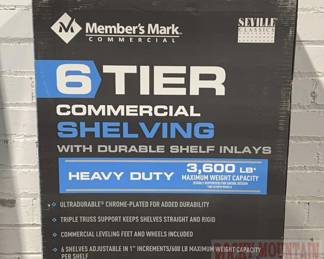 Member's Mark
COMMERCIAL
SEVILLE
CLASSICS
6 TIER
COMMERCIAL
SHELVING
WITH DURABLE SHELF INLAYS
HEAVY DUTY
3,600 LB*
MAXIMUM WEIGHT CAPACITY
ULTRADURABLE® CHROME-PLATED FOR ADDED DURABILITY
TRIPLE TRUSS SUPPORT KEEPS SHELVES STRAIGHT AND RIGID
COMMERCIAL LEVELING FEET AND WHEELS INCLUDED
6 SHELVES ADJUSTABLE IN 1" INCREMENTS/600 LB MAXIMUM WEIGHT CAPACITY
PER SHELF
ROCKY MOUNTAIN